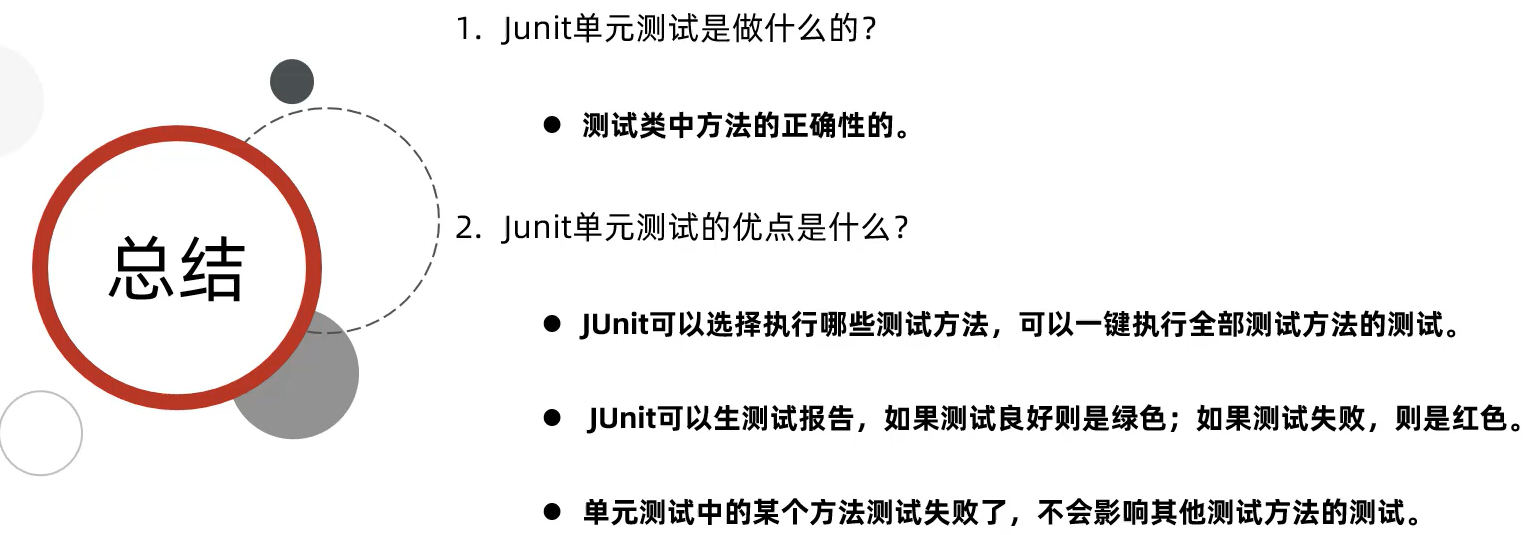 总结
1. Junit单元测试是做什么的?
● 测试类中方法的正确性的。
2. Junit单元测试的优点是什么?
● JUnit可以选择执行哪些测试方法，可以一键执行全部测试方法的测试。
● JUnit可以生测试报告，如果测试良好则是绿色；如果测试失败，则是红色。
● 单元测试中的某个方法测试失败了，不会影响其他测试方法的测试。